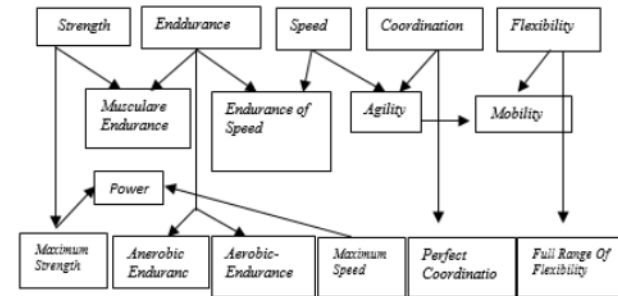 Strength
Enddurance
Speed
Coordination
Flexibility
Musculare
Endurance
Endurance of
Speed
Agility
Mobility
Power
Maximum
Strength
Anerobic
Enduranc
Aerobic-
Endurance
Maximum
Speed
Perfect
Coordinatio
Full Range Of
Flexibility